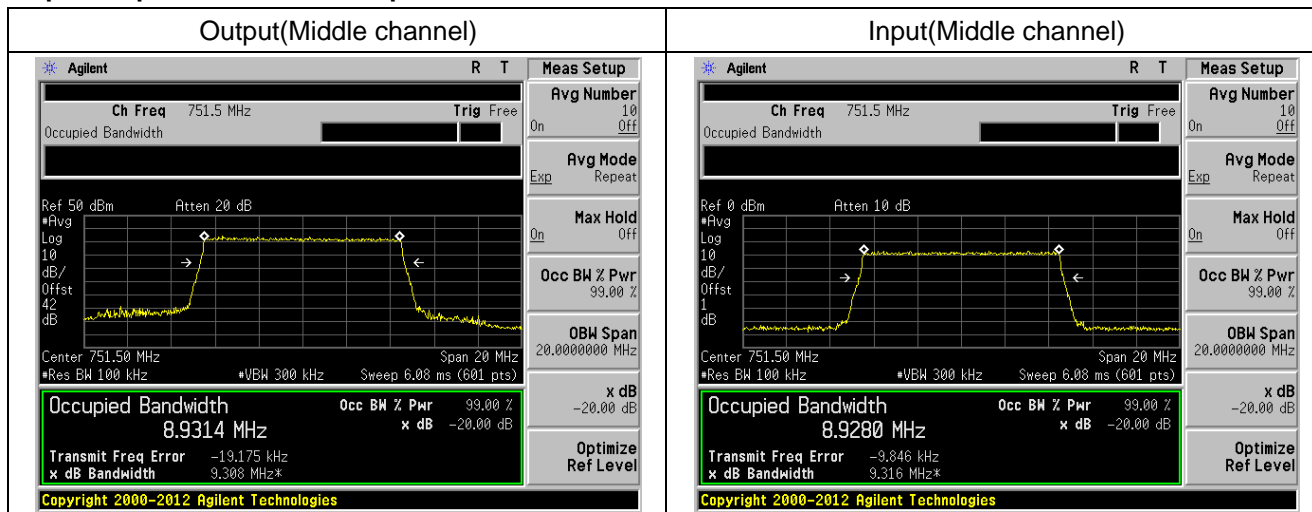 Output(Middle channel)
Agilent R T
Ch Freq 751.5 MHz Trig Free
Occupied Bandwidth
Ref 50 dBm Atten 20 dB
#Avg
Log
10
dB/
Offst
42
dB
Center 751.50 MHz Span 20 MHz
#Res BW 100 kHz #VBW 300 kHz Sweep 6.08 ms (601 pts)
Occupied Bandwidth Occ BW % Pwr 99.00 %
8.9314 MHz x dB -20.00 dB
Transmit Freq Error -19.175 kHz
x dB Bandwidth 9.308 MHz*
Copyright 2000-2012 Agilent Technologies
Meas Setup
Avg Number
10
On Off
Avg Mode
Exp Repeat
Max Hold
On Off
Occ BW % Pwr
99.00 %
OBW Span
20.0000000 MHz
x dB
-20.00 dB
Optimize
Ref Level
Input(Middle channel)
Agilent R T
Ch Freq 751.5 MHz Trig Free
Occupied Bandwidth
Ref 0 dBm Atten 10 dB
#Avg
Log
10
dB/
Offst
1
dB
Center 751.50 MHz Span 20 MHz
#Res BW 100 kHz #VBW 300 kHz Sweep 6.08 ms (601 pts)
Occupied Bandwidth Occ BW % Pwr 99.00 %
8.9280 MHz x dB -20.00 dB
Transmit Freq Error -9.846 kHz
x dB Bandwidth 9.316 MHz*
Copyright 2000-2012 Agilent Technologies
Meas Setup
Avg Number
10
On Off
Avg Mode
Exp Repeat
Max Hold
On Off
Occ BW % Pwr
99.00 %
OBW Span
20.0000000 MHz
x dB
-20.00 dB
Optimize
Ref Level